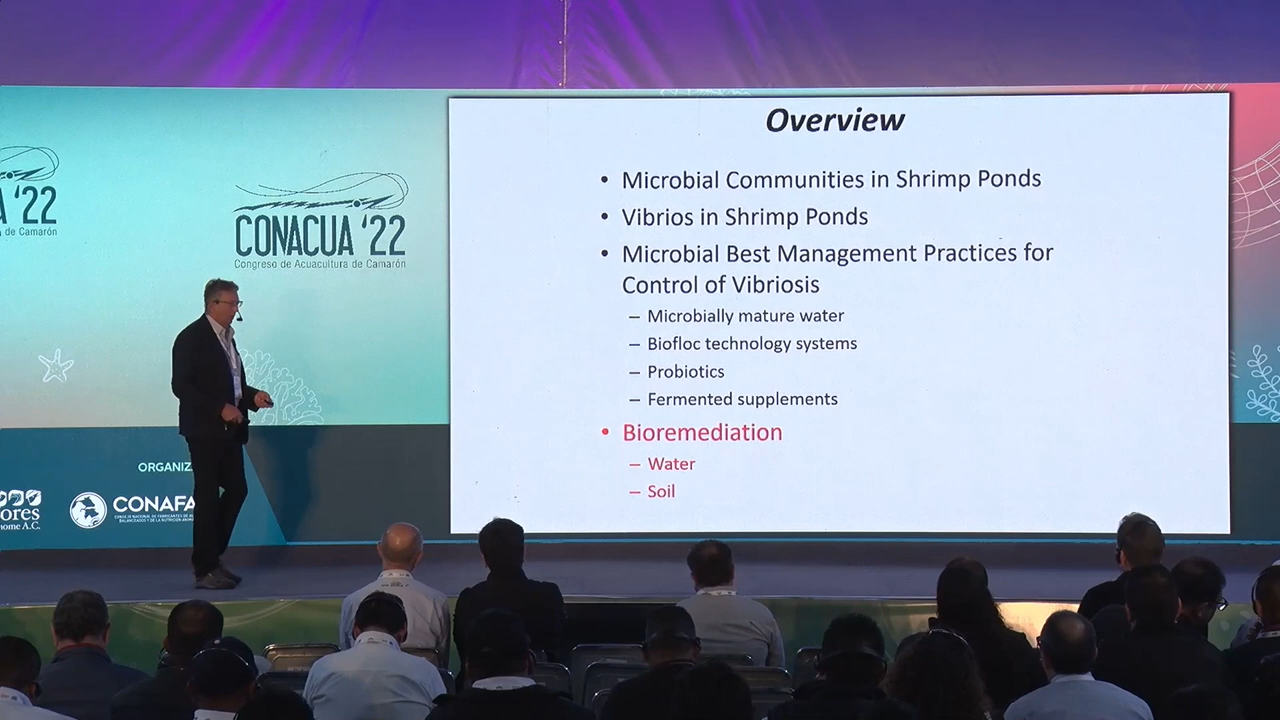 Overview
• Microbial Communities in Shrimp Ponds
• Vibrios in Shrimp Ponds
• Microbial Best Management Practices for
Control of Vibriosis
– Microbially mature water
– Biofloc technology systems
– Probiotics
– Fermented supplements
• Bioremediation
– Water
– Soil
A '22
de Camarón
CONACUA '22
Congreso de Acuacultura de Camarón
ORGANIZ
ores
ome A.C.
CONAFA